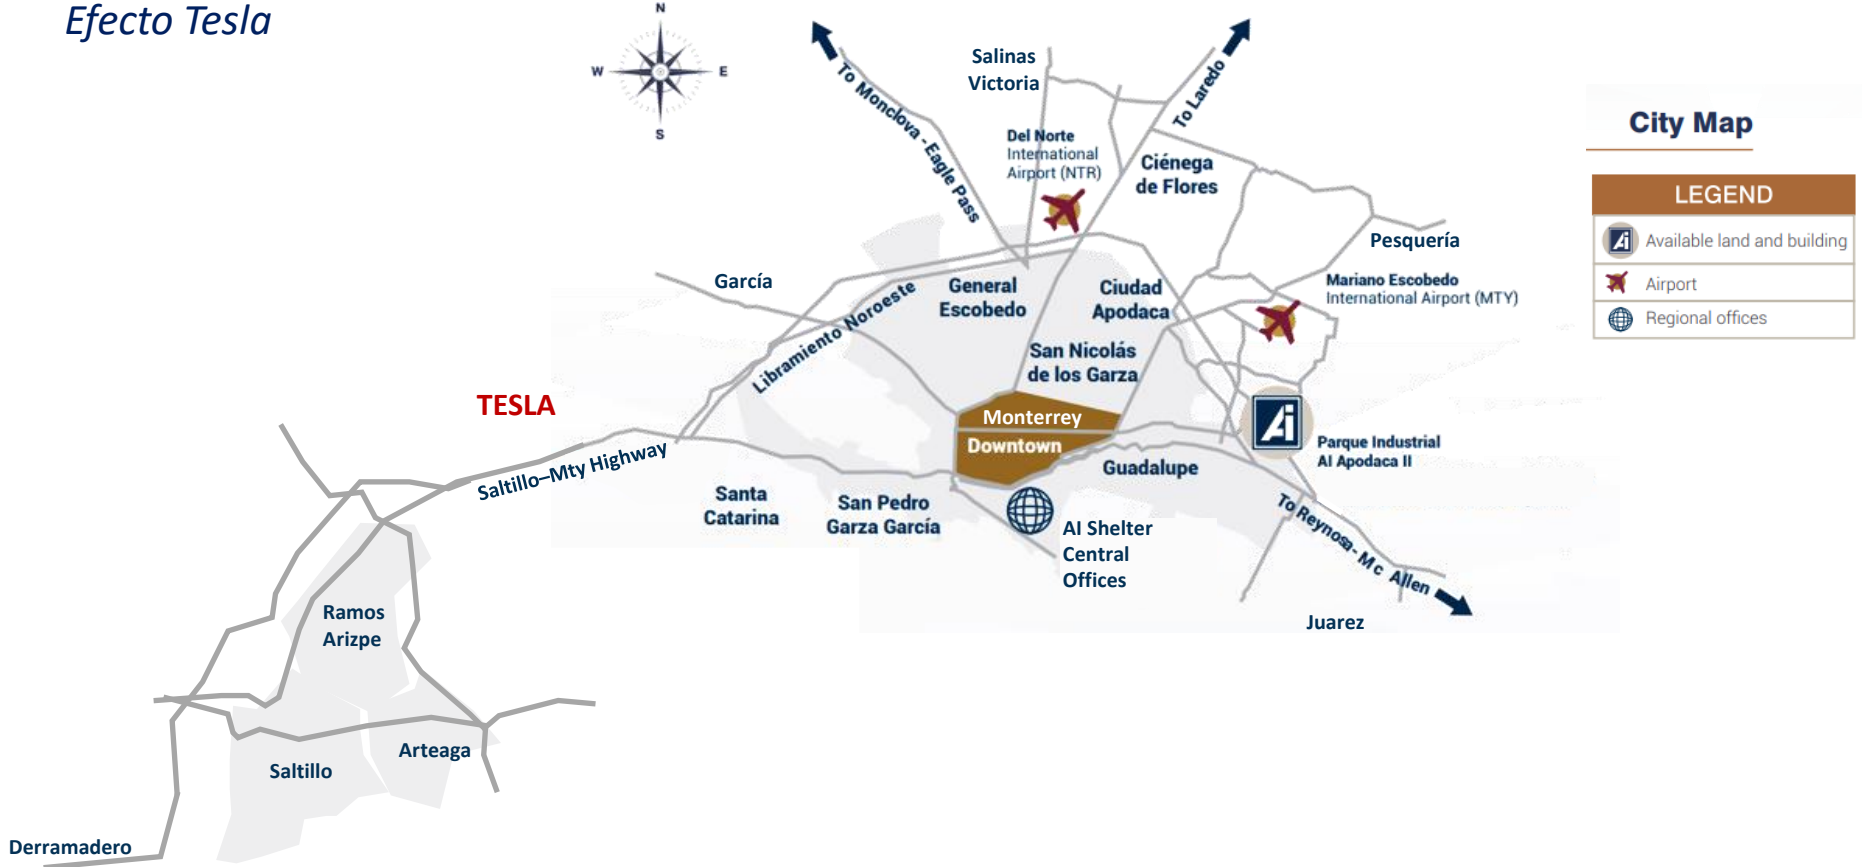 Efecto Tesla
N
W
E
S
To Monclova - Eagle Pass
Salinas
Victoria
To Laredo
Del Norte
International
Airport (NTR)
Ciénega
de Flores
City Map
LEGEND
Ai
Available land and building
Airport
Regional offices
Pesquería
García
General
Escobedo
Ciudad
Apodaca
Mariano Escobedo
International Airport (MTY)
Libramiento Noroeste
San Nicolás
de los Garza
TESLA
Monterrey
Downtown
Ai
Parque Industrial
AI Apodaca II
Saltillo–Mty Highway
Guadalupe
Santa
Catarina
San Pedro
Garza García
AI Shelter
Central
Offices
To Reynosa- Mc Allen
Juarez
Ramos
Arizpe
Arteaga
Saltillo
Derramadero